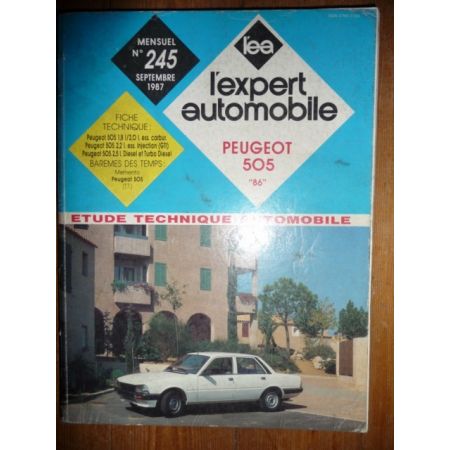 MENSUEL
N° 245
SEPTEMBRE
1987
l'ea
l'expert
automobile
FICHE
TECHNIQUE :
Peugeot 505 1,8 l/2,0 l. ess. carbur.
Peugeot 505 2,2 l. ess. injection (GTI)
Peugeot 505 2,5 l. Diesel et Turbo Diesel
BAREMES DES TEMPS :
Memento
Peugeot 505
(TT)
PEUGEOT
505
"86"
ETUDE TECHNIQUE AUTOMOBILE